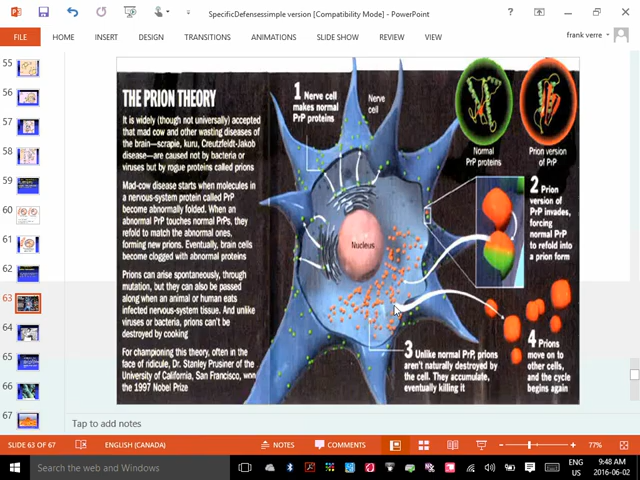 SpecificDefensessimple version [Compatibility Mode] - PowerPoint
FILE HOME INSERT DESIGN TRANSITIONS ANIMATIONS SLIDE SHOW REVIEW VIEW frank verre
55
56
57
58
59
60
61
62
63
64
65
66
67
THE PRION THEORY
It is widely (though not universally) accepted
that mad cow and other wasting diseases of
the brain—scrapie, kuru, Creutzfeldt-Jakob
disease—are caused not by bacteria or
viruses but by rogue proteins called prions
Mad-cow disease starts when molecules in
a nervous-system protein called PrP
become abnormally folded. When an
abnormal PrP touches normal PrPs, they
refold to match the abnormal ones,
forming new prions. Eventually, brain cells
become clogged with abnormal proteins
Prions can arise spontaneously, through
mutation, but they can also be passed
along when an animal or human eats
infected nervous-system tissue. And unlike
viruses or bacteria, prions can't be
destroyed by cooking
For championing this theory, often in the
face of ridicule, Dr. Stanley Prusiner of the
University of California, San Francisco, won
the 1997 Nobel Prize
1 Nerve cell
makes normal
PrP proteins
Nerve
cell
Nucleus
Normal
PrP proteins
Prion version
of PrP
2 Prion
version of
PrP invades,
forcing
normal PrP
to refold into
a prion form
3 Unlike normal PrP, prions
aren't naturally destroyed by
the cell. They accumulate,
eventually killing it
4 Prions
move on to
other cells,
and the cycle
begins again
Tap to add notes
SLIDE 63 OF 67 ENGLISH (CANADA) NOTES COMMENTS 77%
Search the web and Windows
ENG
US
9:48 AM
2016-06-02